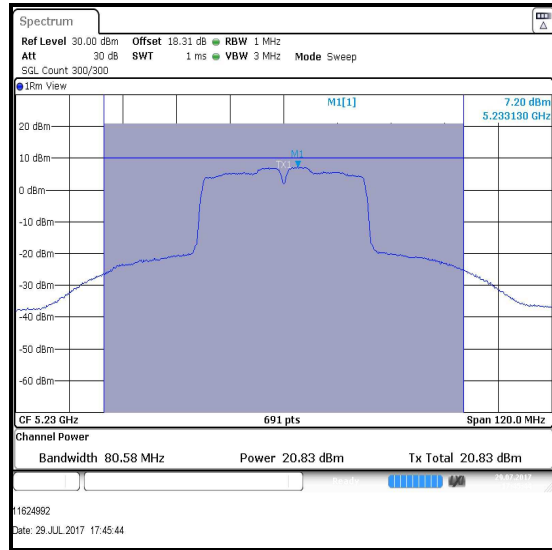 Spectrum
Ref Level 30.00 dBm Offset 18.31 dB RBW 1 MHz
Att 30 dB SWT 1 ms VBW 3 MHz Mode Sweep
SGL Count 300/300
1Rm View
M1[1] 7.20 dBm
5.233130 GHz
20 dBm
M1
10 dBm
TX1
0 dBm
-10 dBm
-20 dBm
-30 dBm
-40 dBm
-50 dBm
-60 dBm
CF 5.23 GHz 691 pts Span 120.0 MHz
Channel Power
Bandwidth 80.58 MHz Power 20.83 dBm Tx Total 20.83 dBm
Ready 29.07.2017
11624992
Date: 29.JUL.2017 17:45:44